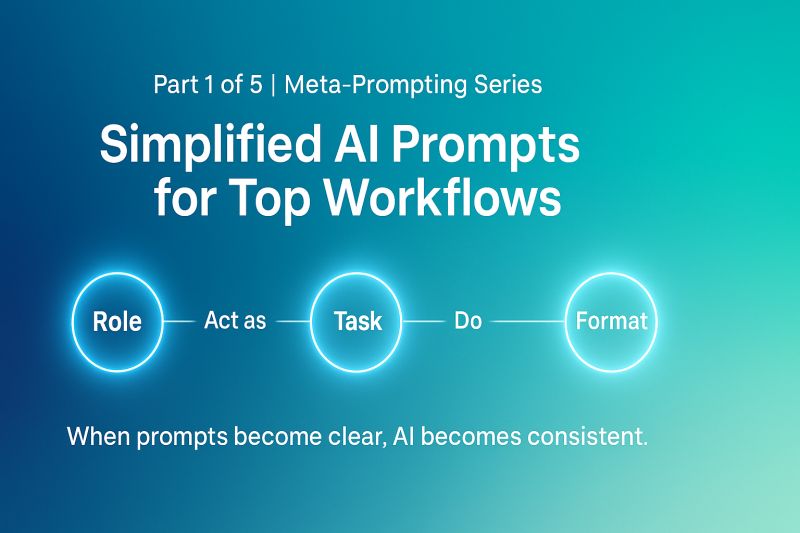 Part 1 of 5 | Meta-Prompting Series
Simplified AI Prompts
for Top Workflows
Role Act as Task Do Format
When prompts become clear, AI becomes consistent.